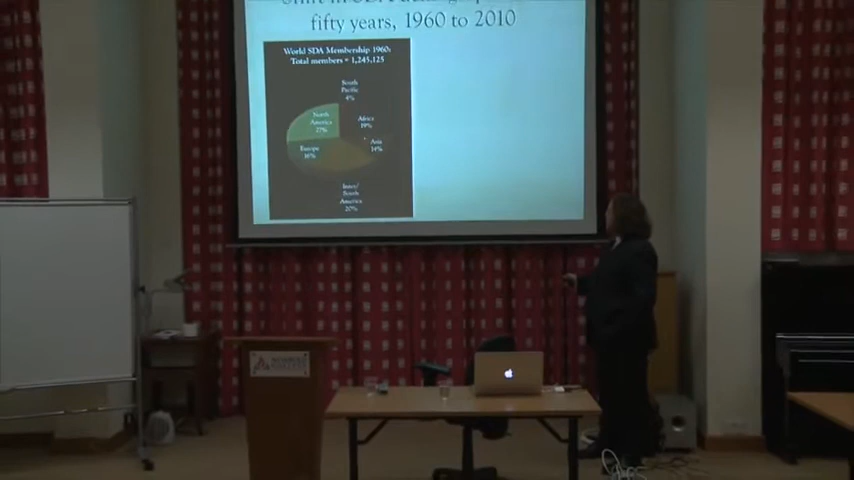 fifty years, 1960 to 2010
World SDA Membership 1960s
Total members = 1,245,125
South
Pacific
4%
North
America
27%
Africa
19%
Asia
14%
Europe
16%
Inter/
South
America
20%